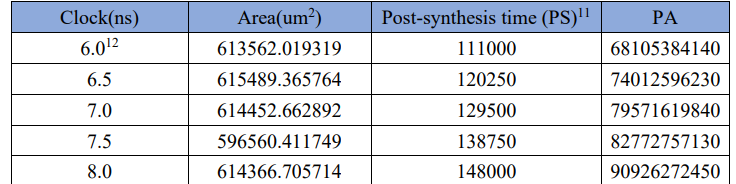 Clock(ns) Area(um²) Post-synthesis time (PS)¹¹ PA
6.0¹² 613562.019319 111000 68105384140
6.5 615489.365764 120250 74012596230
7.0 614452.662892 129500 79571619840
7.5 596560.411749 138750 82772757130
8.0 614366.705714 148000 90926272450